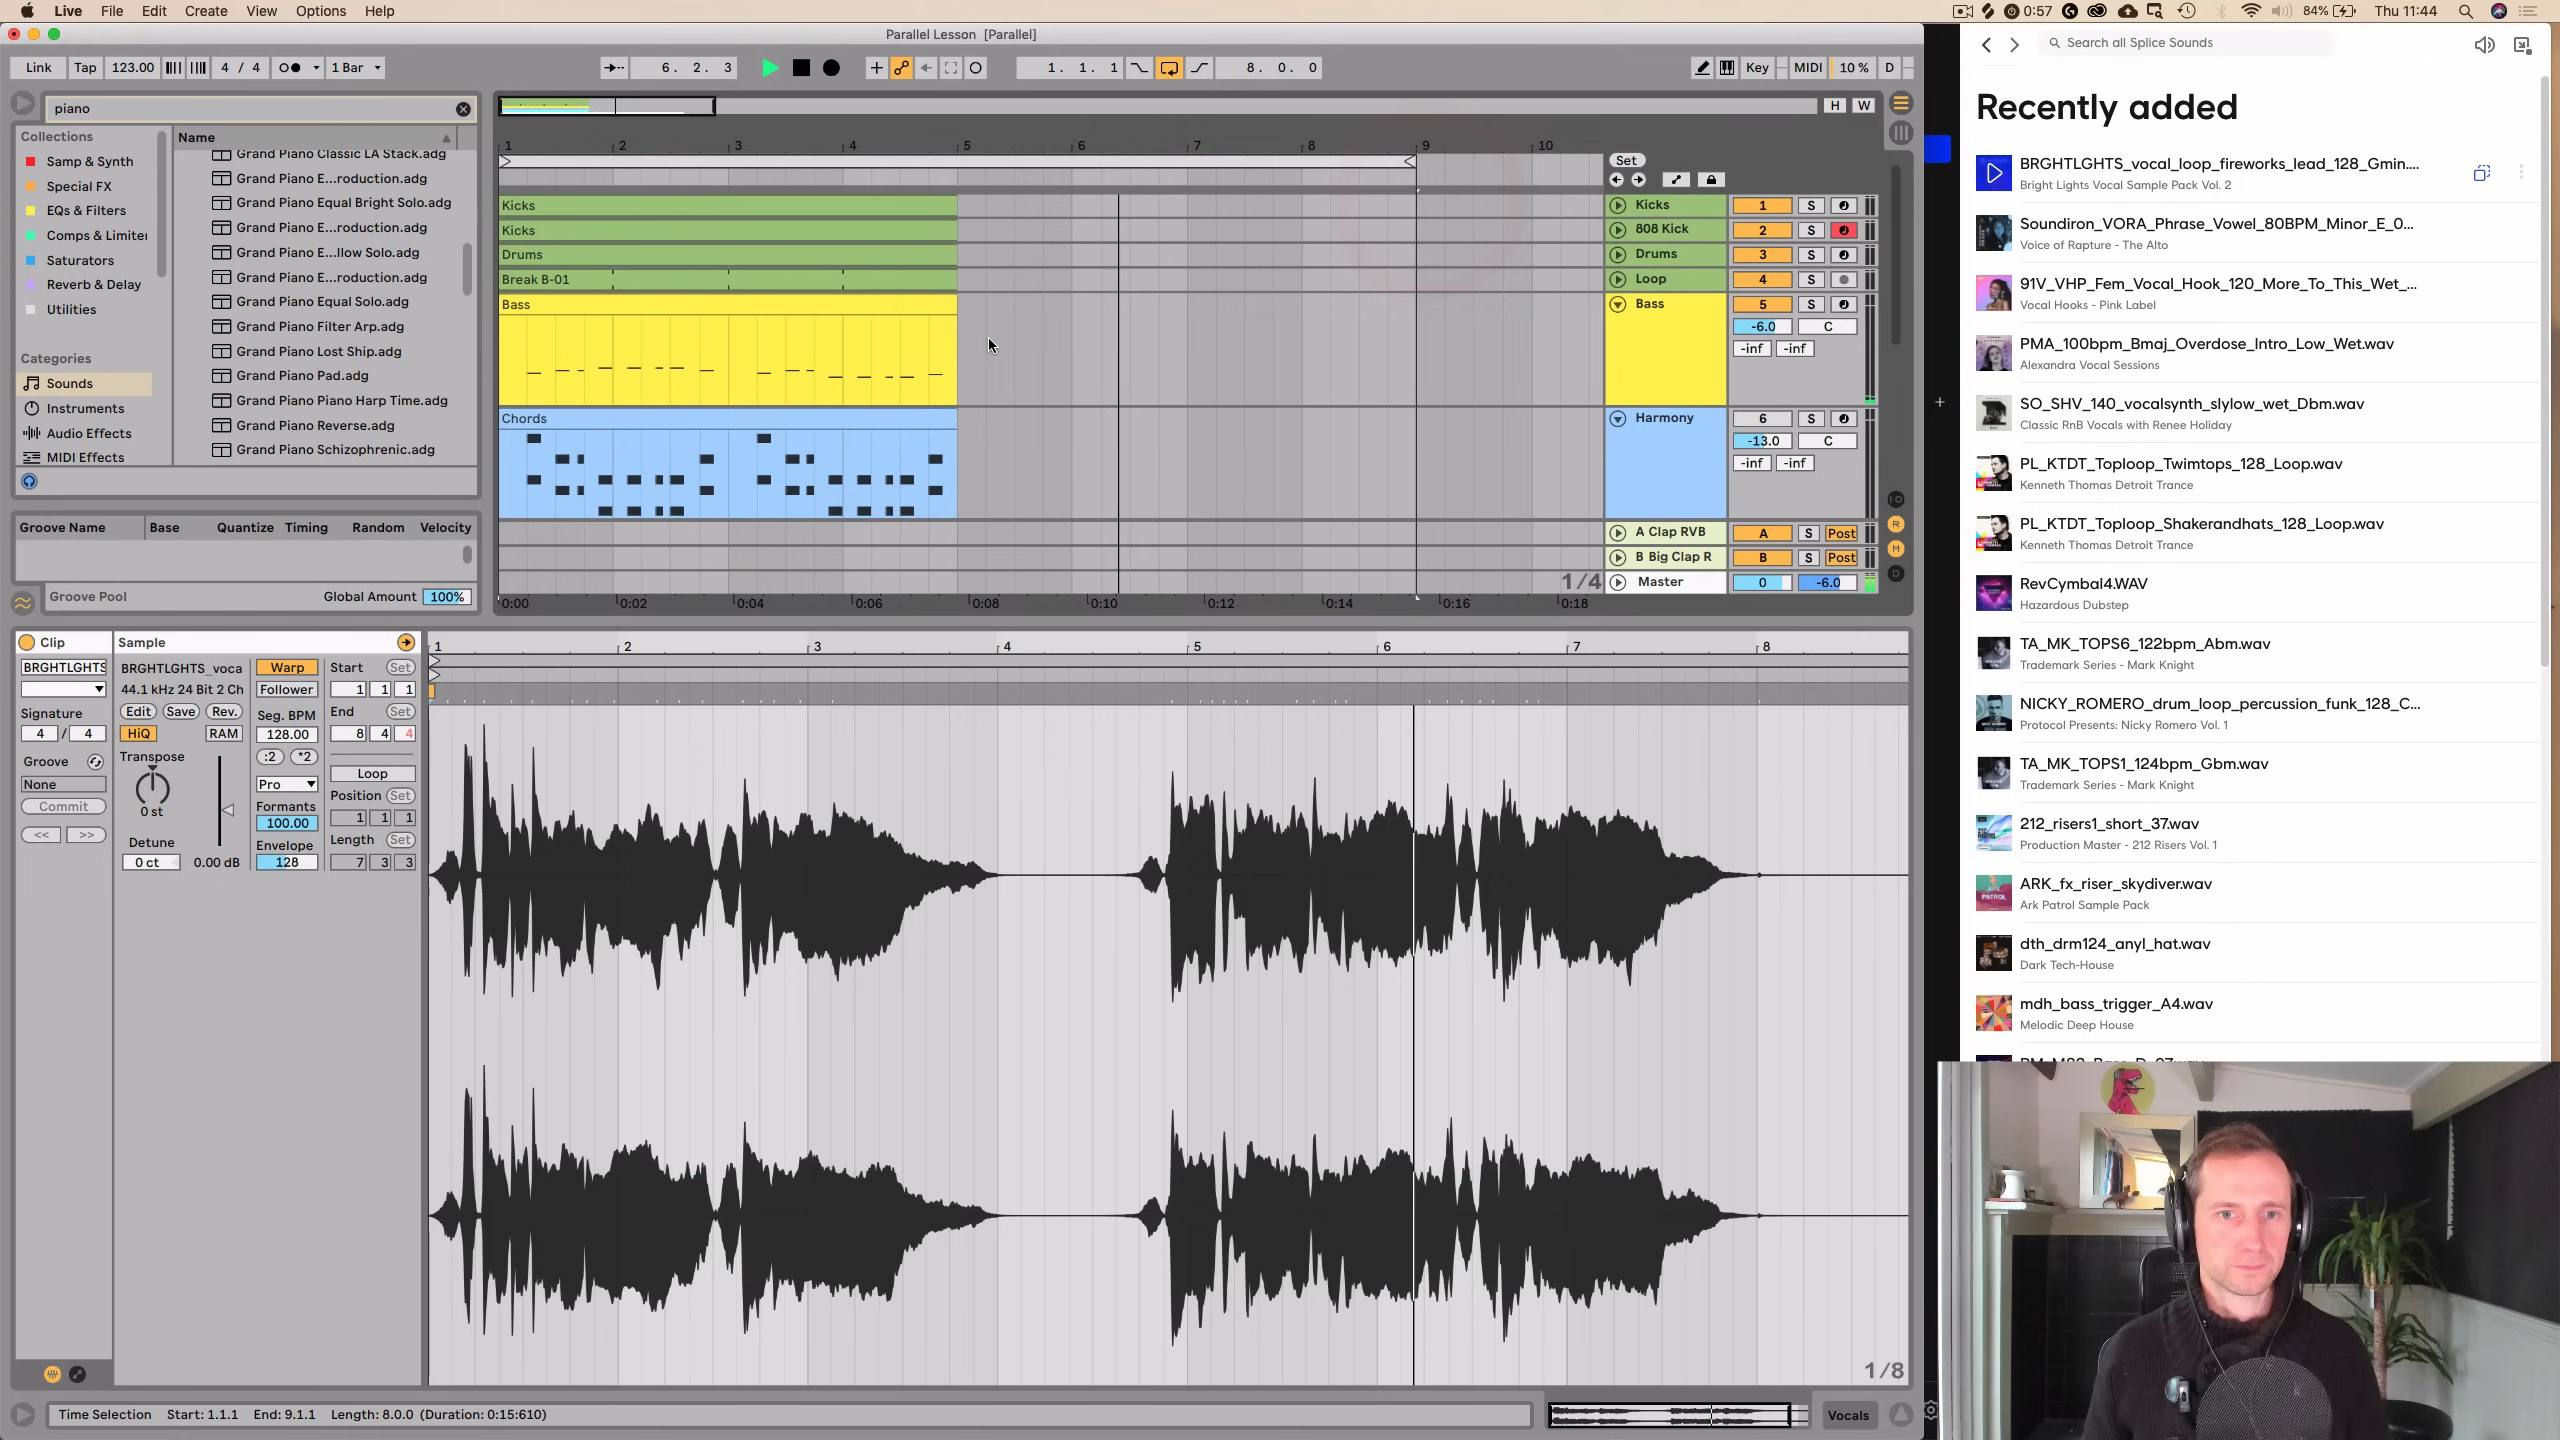 Live File Edit Create View Options Help
0:57 84% Thu 11:44
Parallel Lesson [Parallel]
Link Tap 123.00 4 / 4 1 Bar 6. 2. 3 1. 1. 1 8. 0. 0 Key MIDI 10 % D
piano
Collections
Samp & Synth
Special FX
EQs & Filters
Comps & Limiter
Saturators
Reverb & Delay
Utilities
Categories
Sounds
Instruments
Audio Effects
MIDI Effects
Name
Grand Piano Classic LA Stack.adg
Grand Piano E...roduction.adg
Grand Piano Equal Bright Solo.adg
Grand Piano E...roduction.adg
Grand Piano E...llow Solo.adg
Grand Piano E...roduction.adg
Grand Piano Equal Solo.adg
Grand Piano Filter Arp.adg
Grand Piano Lost Ship.adg
Grand Piano Pad.adg
Grand Piano Piano Harp Time.adg
Grand Piano Reverse.adg
Grand Piano Schizophrenic.adg
Groove Name Base Quantize Timing Random Velocity
Groove Pool Global Amount 100%
H W
1 2 3 4 5 6 7 8 9 10
Set
Kicks
Kicks
Drums
Break B-01
Bass
Chords
Kicks 1 S
808 Kick 2 S
Drums 3 S
Loop 4 S
Bass 5 S
-6.0 C
-inf -inf
Harmony 6 S
-13.0 C
-inf -inf
A Clap RVB A S Post
B Big Clap R B S Post
Master 0 -6.0
1/4
0:00 0:02 0:04 0:06 0:08 0:10 0:12 0:14 0:16 0:18
Clip
BRGHTLGHTS
Signature
4 / 4
Groove
None
Commit
<< >>
Sample
BRGHTLGHTS_voca
44.1 kHz 24 Bit 2 Ch
Edit Save Rev.
HiQ RAM
Transpose
0 st
Detune
0 ct 0.00 dB
Warp
Follower
Seg. BPM
128.00
:2 *2
Pro
Formants
100.00
Envelope
128
Start Set
1 1 1
End Set
8 4 4
Loop
Position Set
1 1 1
Length Set
7 3 3
1 2 3 4 5 6 7 8
1/8
Time Selection Start: 1.1.1 End: 9.1.1 Length: 8.0.0 (Duration: 0:15:610)
Vocals
Search all Splice Sounds
Recently added
BRGHTLGHTS_vocal_loop_fireworks_lead_128_Gmin....
Bright Lights Vocal Sample Pack Vol. 2
Soundiron_VORA_Phrase_Vowel_80BPM_Minor_E_0...
Voice of Rapture - The Alto
91V_VHP_Fem_Vocal_Hook_120_More_To_This_Wet_...
Vocal Hooks - Pink Label
PMA_100bpm_Bmaj_Overdose_Intro_Low_Wet.wav
Alexandra Vocal Sessions
SO_SHV_140_vocalsynth_slylow_wet_Dbm.wav
Classic RnB Vocals with Renee Holiday
PL_KTDT_Toploop_Twimtops_128_Loop.wav
Kenneth Thomas Detroit Trance
PL_KTDT_Toploop_Shakerandhats_128_Loop.wav
Kenneth Thomas Detroit Trance
RevCymbal4.WAV
Hazardous Dubstep
TA_MK_TOPS6_122bpm_Abm.wav
Trademark Series - Mark Knight
NICKY_ROMERO_drum_loop_percussion_funk_128_C...
Protocol Presents: Nicky Romero Vol. 1
TA_MK_TOPS1_124bpm_Gbm.wav
Trademark Series - Mark Knight
212_risers1_short_37.wav
Production Master - 212 Risers Vol. 1
ARK_fx_riser_skydiver.wav
Ark Patrol Sample Pack
dth_drm124_anyl_hat.wav
Dark Tech-House
mdh_bass_trigger_A4.wav
Melodic Deep House